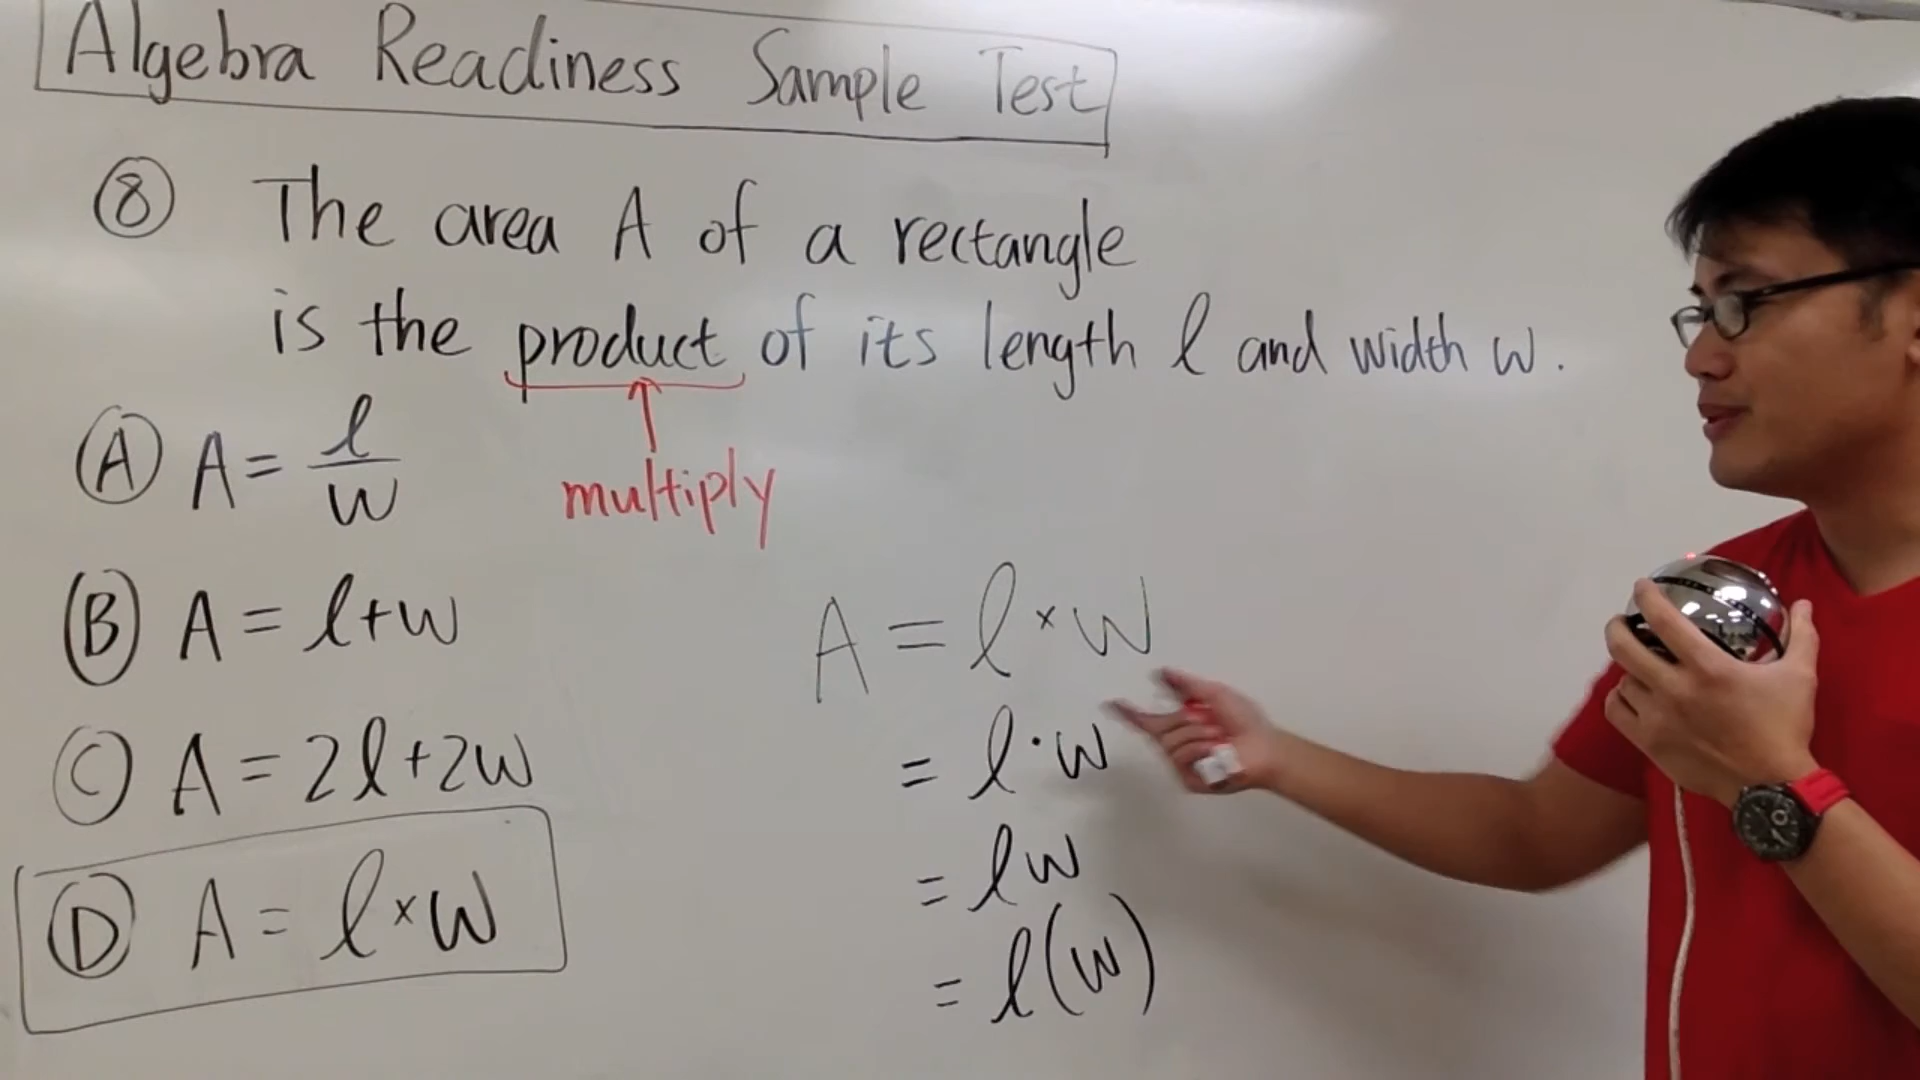 Algebra Readiness Sample Test
⑧ The area A of a rectangle
is the product of its length l and width w.
multiply
Ⓐ A = l/w
Ⓑ A = l+w
Ⓒ A = 2l+2w
Ⓓ A = l×w
A = l×w
= l·w
= lw
= l(w)